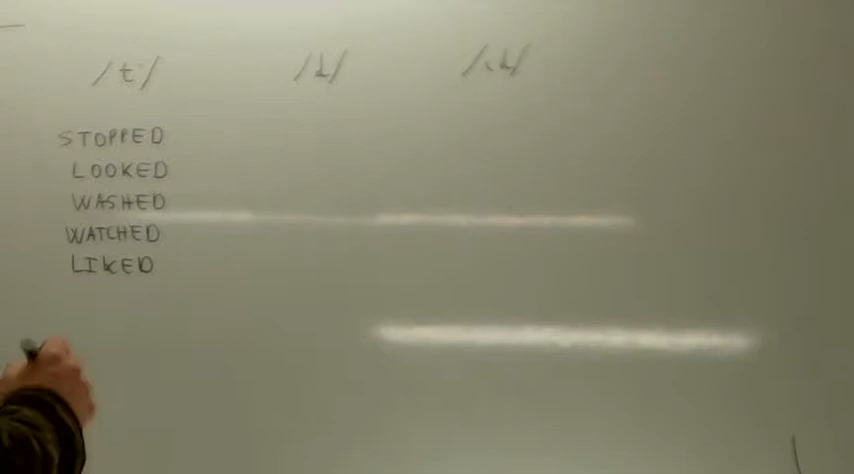 /t/ /d/ /ɪd/
STOPPED
LOOKED
WASHED
WATCHED
LIKED